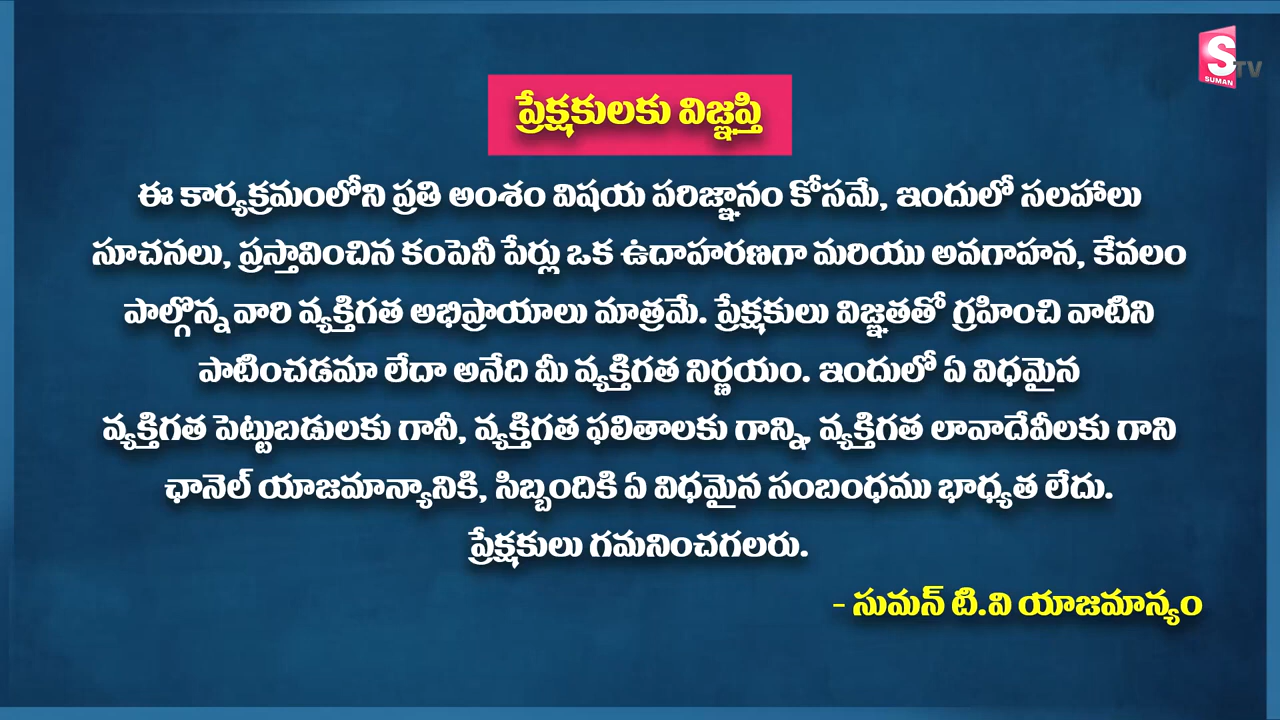 S TV
SUMAN
ప్రేక్షకులకు విజ్ఞప్తి
ఈ కార్యక్రమంలోని ప్రతి అంశం విషయ పరిజ్ఞానం కోసమే, ఇందులో సలహాలు
సూచనలు, ప్రస్తావించిన కంపెనీ పేర్లు ఒక ఉదాహరణగా మరియు అవగాహన, కేవలం
పాల్గొన్న వారి వ్యక్తిగత అభిప్రాయాలు మాత్రమే. ప్రేక్షకులు విజ్ఞతతో గ్రహించి వాటిని
పాటించడమా లేదా అనేది మీ వ్యక్తిగత నిర్ణయం. ఇందులో ఏ విధమైన
వ్యక్తిగత పెట్టుబడులకు గానీ, వ్యక్తిగత ఫలితాలకు గాన్ని, వ్యక్తిగత లావాదేవీలకు గాని
ఛానెల్ యాజమాన్యానికి, సిబ్బందికి ఏ విధమైన సంబంధము భాధ్యత లేదు.
ప్రేక్షకులు గమనించగలరు.
- సుమన్ టి.వి యాజమాన్యం